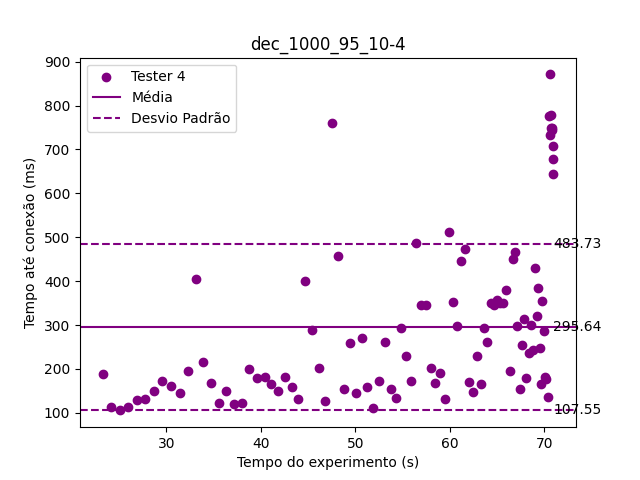 dec_1000_95_10-4
Tester 4
Média
Desvio Padrão
Tempo até conexão (ms)
900
800
700
600
500
400
300
200
100
483.73
295.64
107.55
30 40 50 60 70
Tempo do experimento (s)